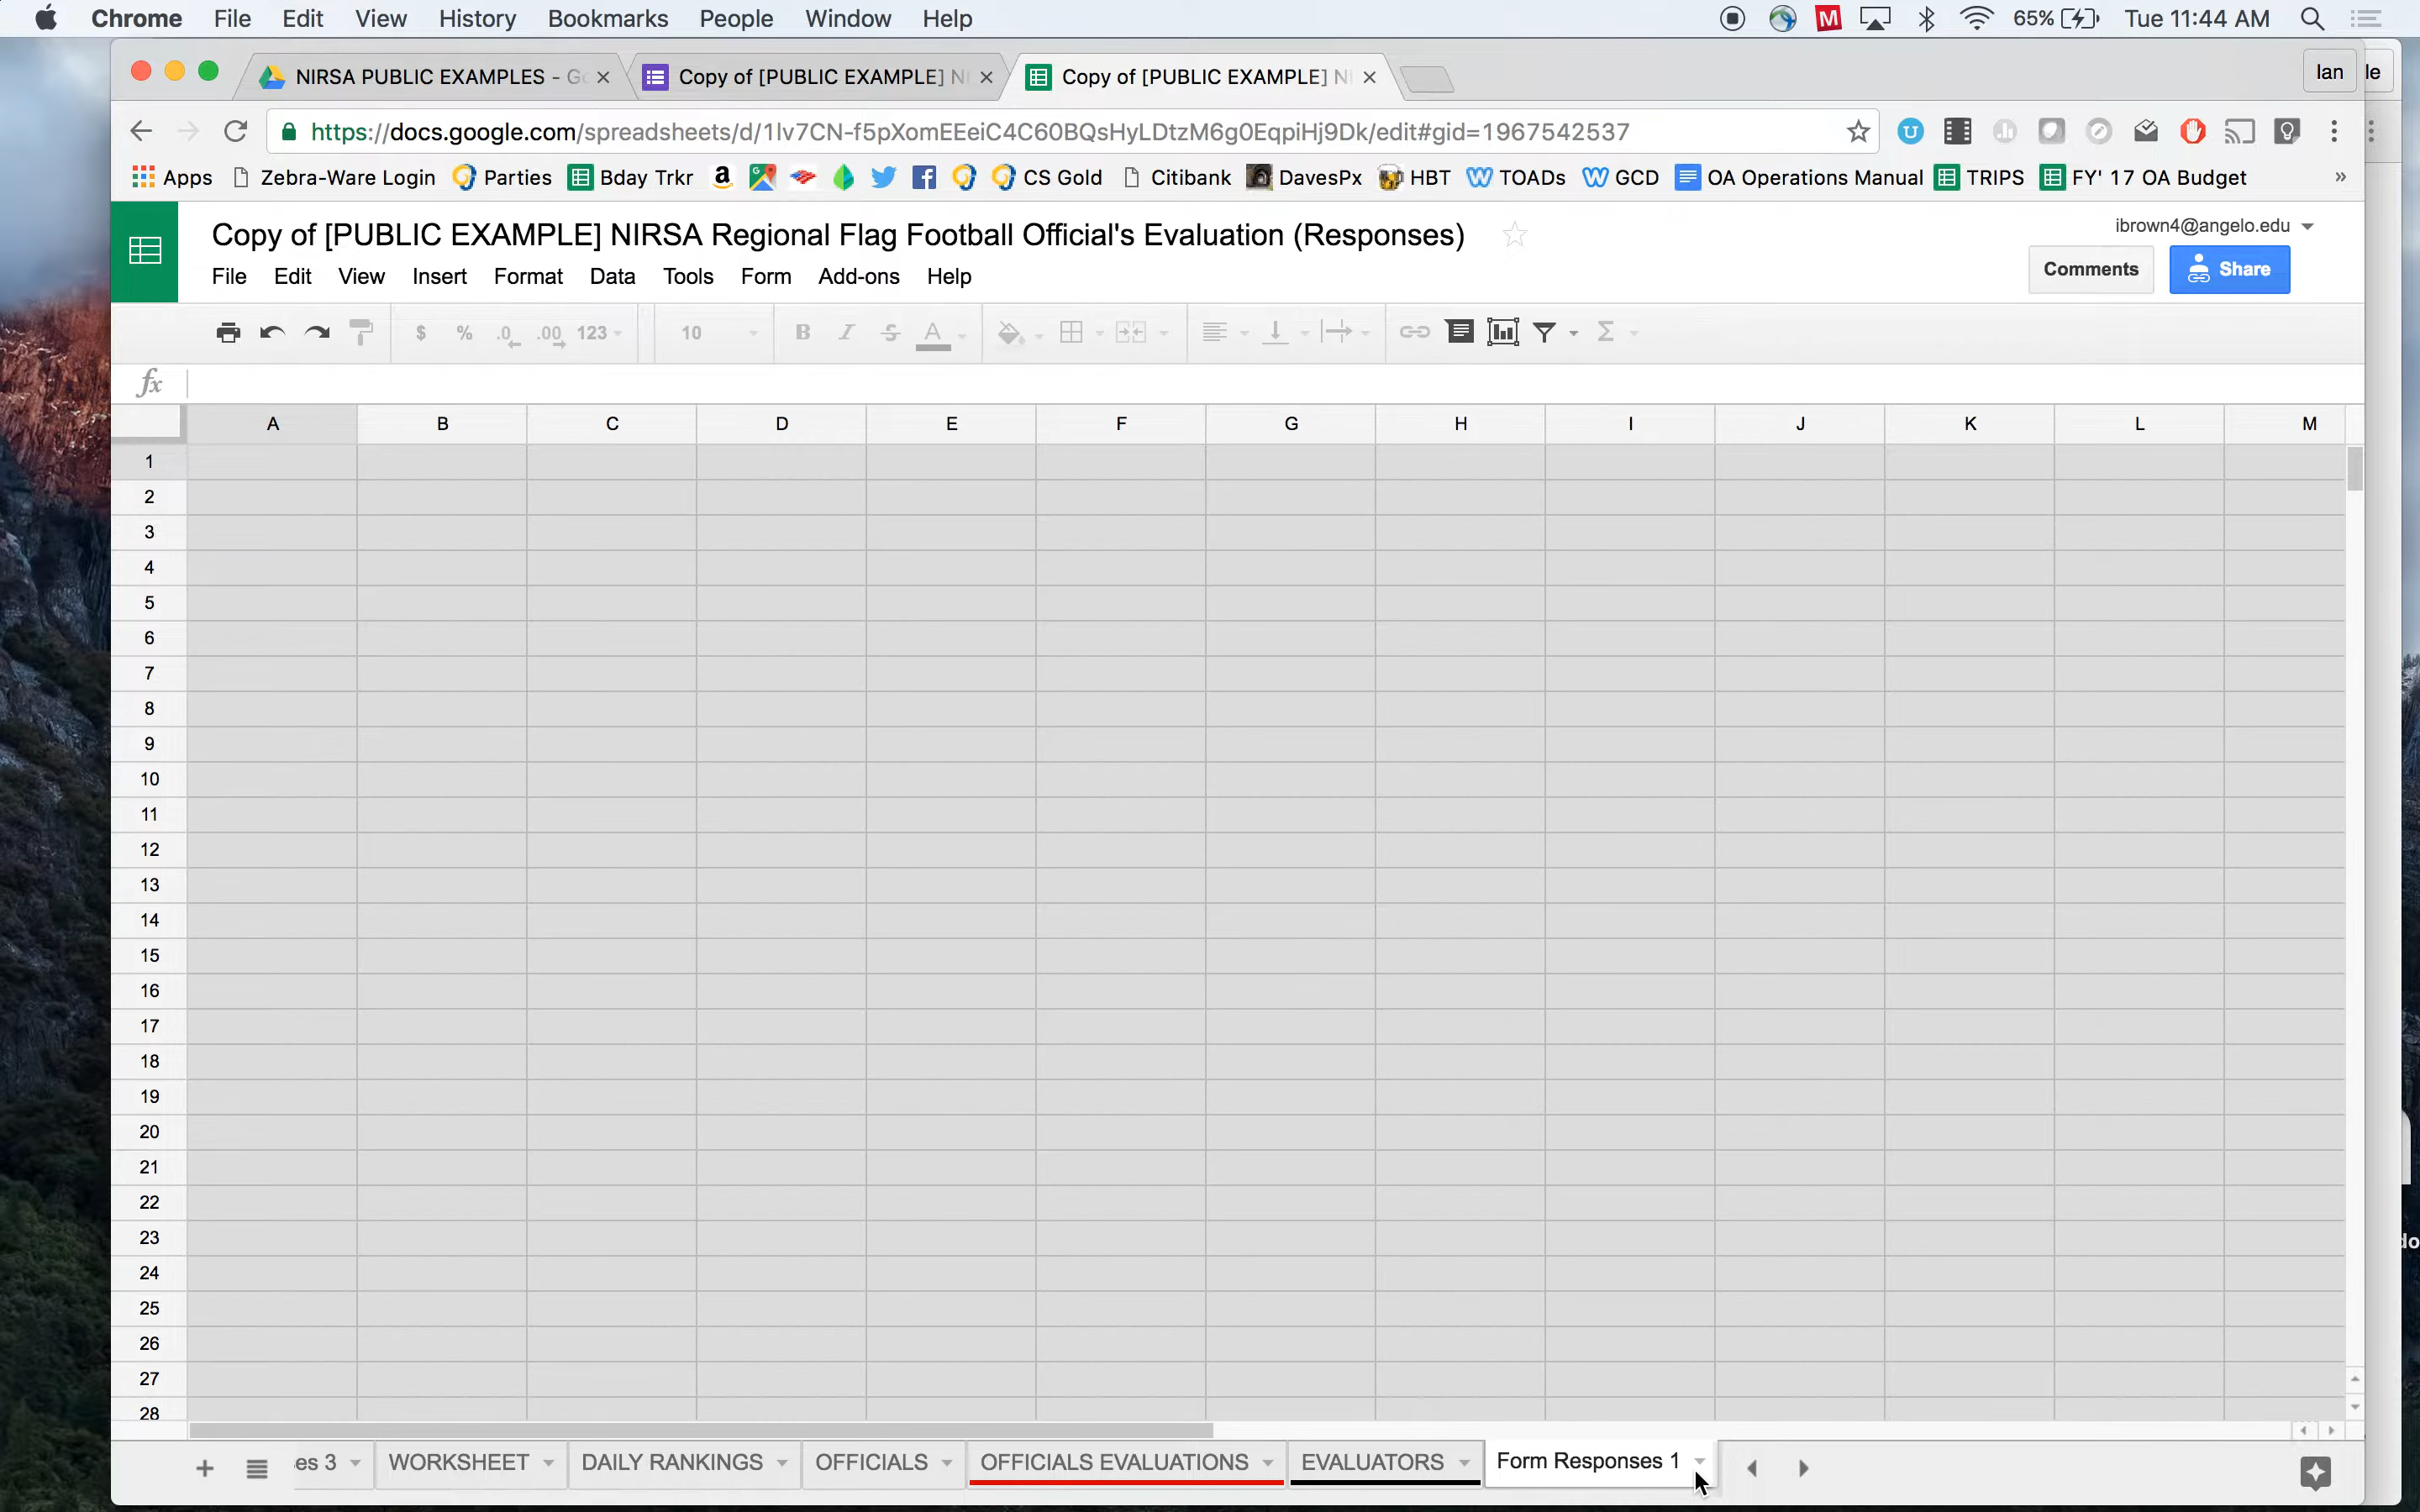 Chrome File Edit View History Bookmarks People Window Help 65% Tue 11:44 AM
NIRSA PUBLIC EXAMPLES - Go Copy of [PUBLIC EXAMPLE] NI Copy of [PUBLIC EXAMPLE] NI Ian le
https://docs.google.com/spreadsheets/d/1lv7CN-f5pXomEEeiC4C60BQsHyLDtzM6g0EqpiHj9Dk/edit#gid=1967542537
Apps Zebra-Ware Login Parties Bday Trkr CS Gold Citibank DavesPx HBT TOADs GCD OA Operations Manual TRIPS FY' 17 OA Budget »
Copy of [PUBLIC EXAMPLE] NIRSA Regional Flag Football Official's Evaluation (Responses) ibrown4@angelo.edu
File Edit View Insert Format Data Tools Form Add-ons Help Comments Share
$ % .0 .00 123 10 B I S A Σ
fx
A B C D E F G H I J K L M
1
2
3
4
5
6
7
8
9
10
11
12
13
14
15
16
17
18
19
20
21
22
23
24
25
26
27
28
es 3 WORKSHEET DAILY RANKINGS OFFICIALS OFFICIALS EVALUATIONS EVALUATORS Form Responses 1